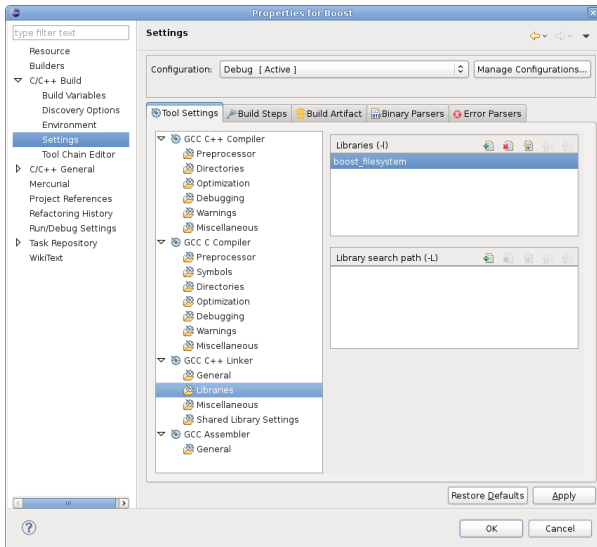 Properties for Boost
type filter text
Resource
Builders
C/C++ Build
Build Variables
Discovery Options
Environment
Settings
Tool Chain Editor
C/C++ General
Mercurial
Project References
Refactoring History
Run/Debug Settings
Task Repository
WikiText
Settings
Configuration: Debug [ Active ] Manage Configurations...
Tool Settings Build Steps Build Artifact Binary Parsers Error Parsers
GCC C++ Compiler
Preprocessor
Directories
Optimization
Debugging
Warnings
Miscellaneous
GCC C Compiler
Preprocessor
Symbols
Directories
Optimization
Debugging
Warnings
Miscellaneous
GCC C++ Linker
General
Libraries
Miscellaneous
Shared Library Settings
GCC Assembler
General
Libraries (-l)
boost_filesystem
Library search path (-L)
Restore Defaults Apply
OK Cancel